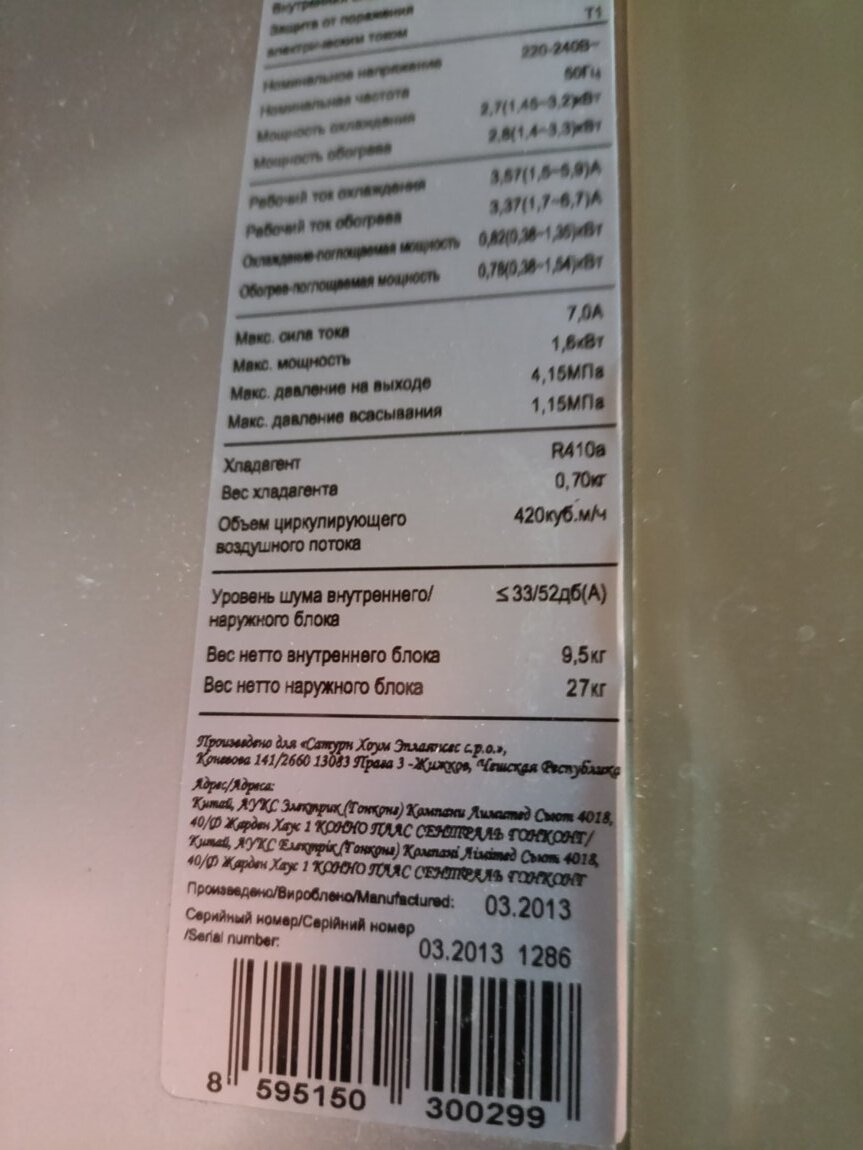 Защита от поражения
электрическим током T1
Номинальное напряжение 220-240В~
Номинальная частота 50Гц
Мощность охлаждения 2,7(1,45~3,2)кВт
Мощность обогрева 2,8(1,4~3,3)кВт
Рабочий ток охлаждения 3,57(1,6~5,9)А
Рабочий ток обогрева 3,37(1,7~6,7)А
Охлаждение-поглощаемая мощность 0,82(0,36~1,35)кВт
Обогрев-поглощаемая мощность 0,78(0,38~1,54)кВт
Макс. сила тока 7,0А
Макс. мощность 1,6кВт
Макс. давление на выходе 4,15МПа
Макс. давление всасывания 1,15МПа
Хладагент R410a
Вес хладагента 0,70кг
Объем циркулирующего 420куб.м/ч
воздушного потока
Уровень шума внутреннего/ ≤33/52дб(А)
наружного блока
Вес нетто внутреннего блока 9,5кг
Вес нетто наружного блока 27кг
Произведено для «Сатурн Хоум Эплаенсес с.р.о.»,
Коневова 141/2660 13083 Прага 3 -Жижков, Чешская Республика
Адрес/Адреса:
Китай, АУКС Электрик (Гонконг) Компани Лимитед Сьют 4018,
40/Ф Жарден Хаус 1 КОННО ПЛАС СЕНТРАЛЬ ГОНКОНГ/
Китай, АУКС Електрік (Гонконг) Компані Лімітед Сьют 4018,
40/Ф Жарден Хаус 1 КОННО ПЛАС СЕНТРАЛЬ ГОНКОНГ
Произведено/Вироблено/Manufactured: 03.2013
Серийный номер/Серійний номер
/Serial number: 03.2013 1286
8 595150 300299